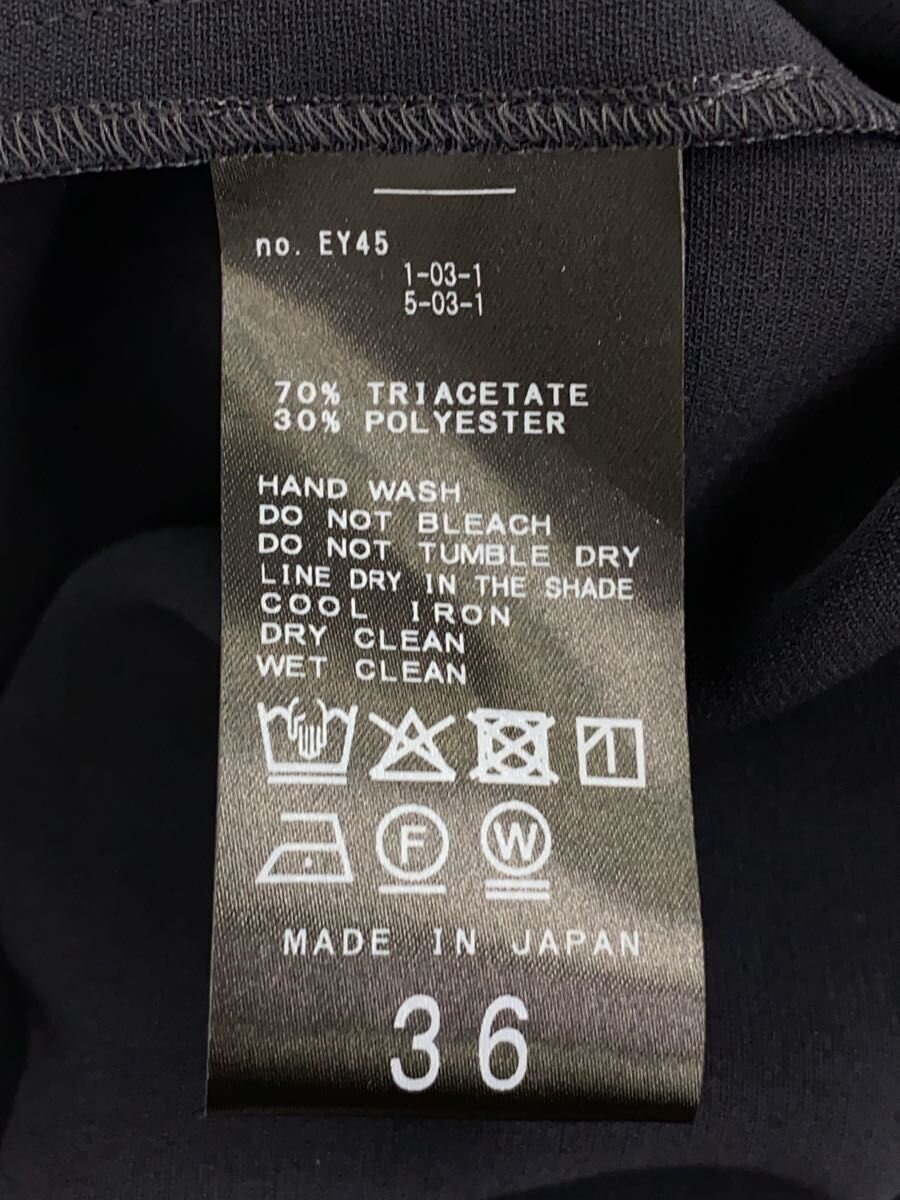 no. EY45
1-03-1
5-03-1
70% TRIACETATE
30% POLYESTER
HAND WASH
DO NOT BLEACH
DO NOT TUMBLE DRY
LINE DRY IN THE SHADE
COOL IRON
DRY CLEAN
WET CLEAN
F W
MADE IN JAPAN
36